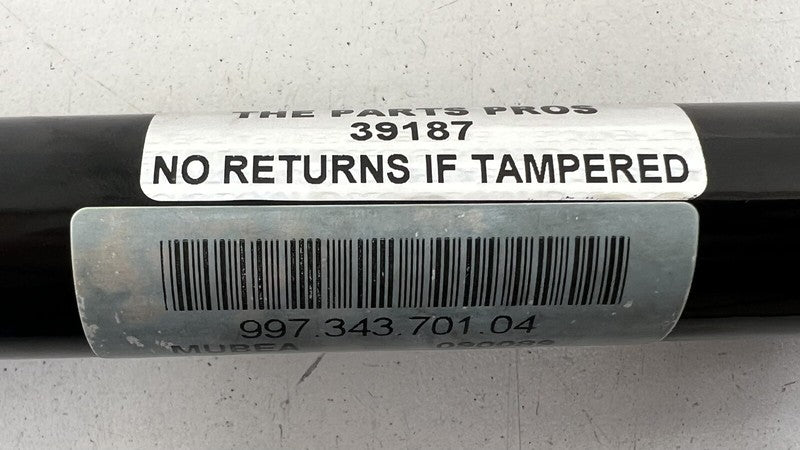 THE PARTS PROS
39187
NO RETURNS IF TAMPERED
997.343.701.04
MUBEA